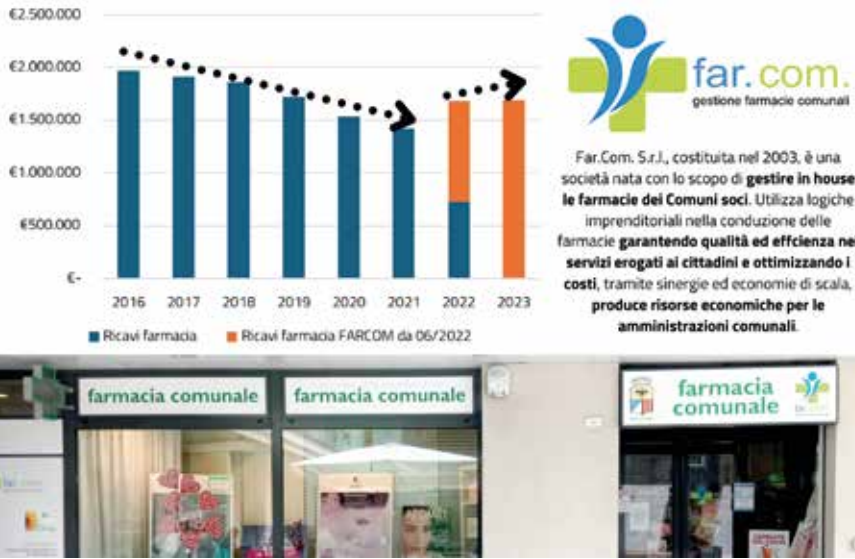 €2.500.000
€2.000.000
€1.500.000
€1.000.000
€500.000
€-
2016 2017 2018 2019 2020 2021 2022 2023
Ricavi farmacia Ricavi farmacia FARCOM da 06/2022
far.com.
gestione farmacie comunali
Far.Com. S.r.l., costituita nel 2003, è una
società nata con lo scopo di gestire in house
le farmacie dei Comuni soci. Utilizza logiche
imprenditoriali nella conduzione delle
farmacie garantendo qualità ed effcienza nei
servizi erogati ai cittadini e ottimizzando i
costi, tramite sinergie ed economie di scala,
produce risorse economiche per le
amministrazioni comunali.
farmacia comunale
farmacia comunale
farmacia
comunale